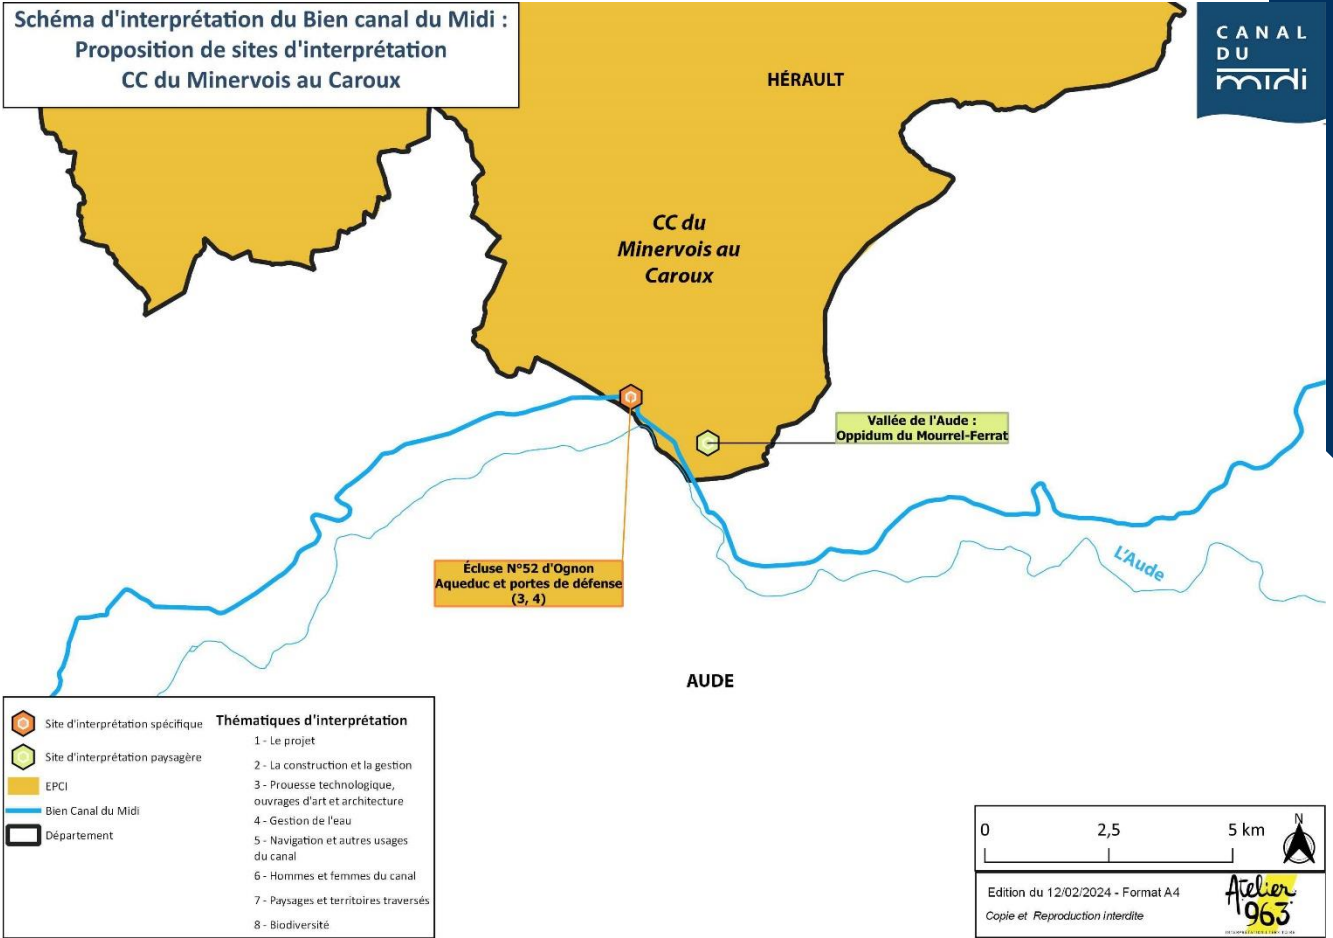 Schéma d'interprétation du Bien canal du Midi :
Proposition de sites d'interprétation
CC du Minervois au Caroux
CANAL
DU
midi
HÉRAULT
CC du
Minervois au
Caroux
Vallée de l'Aude :
Oppidum du Mourrel-Ferrat
Écluse N°52 d'Ognon
Aqueduc et portes de défense
(3, 4)
L'Aude
AUDE
Site d'interprétation spécifique
Site d'interprétation paysagère
EPCI
Bien Canal du Midi
Département
Thématiques d'interprétation
1 - Le projet
2 - La construction et la gestion
3 - Prouesse technologique,
ouvrages d'art et architecture
4 - Gestion de l'eau
5 - Navigation et autres usages
du canal
6 - Hommes et femmes du canal
7 - Paysages et territoires traversés
8 - Biodiversité
0 2,5 5 km
N
Edition du 12/02/2024 - Format A4
Copie et Reproduction interdite
Atelier
963